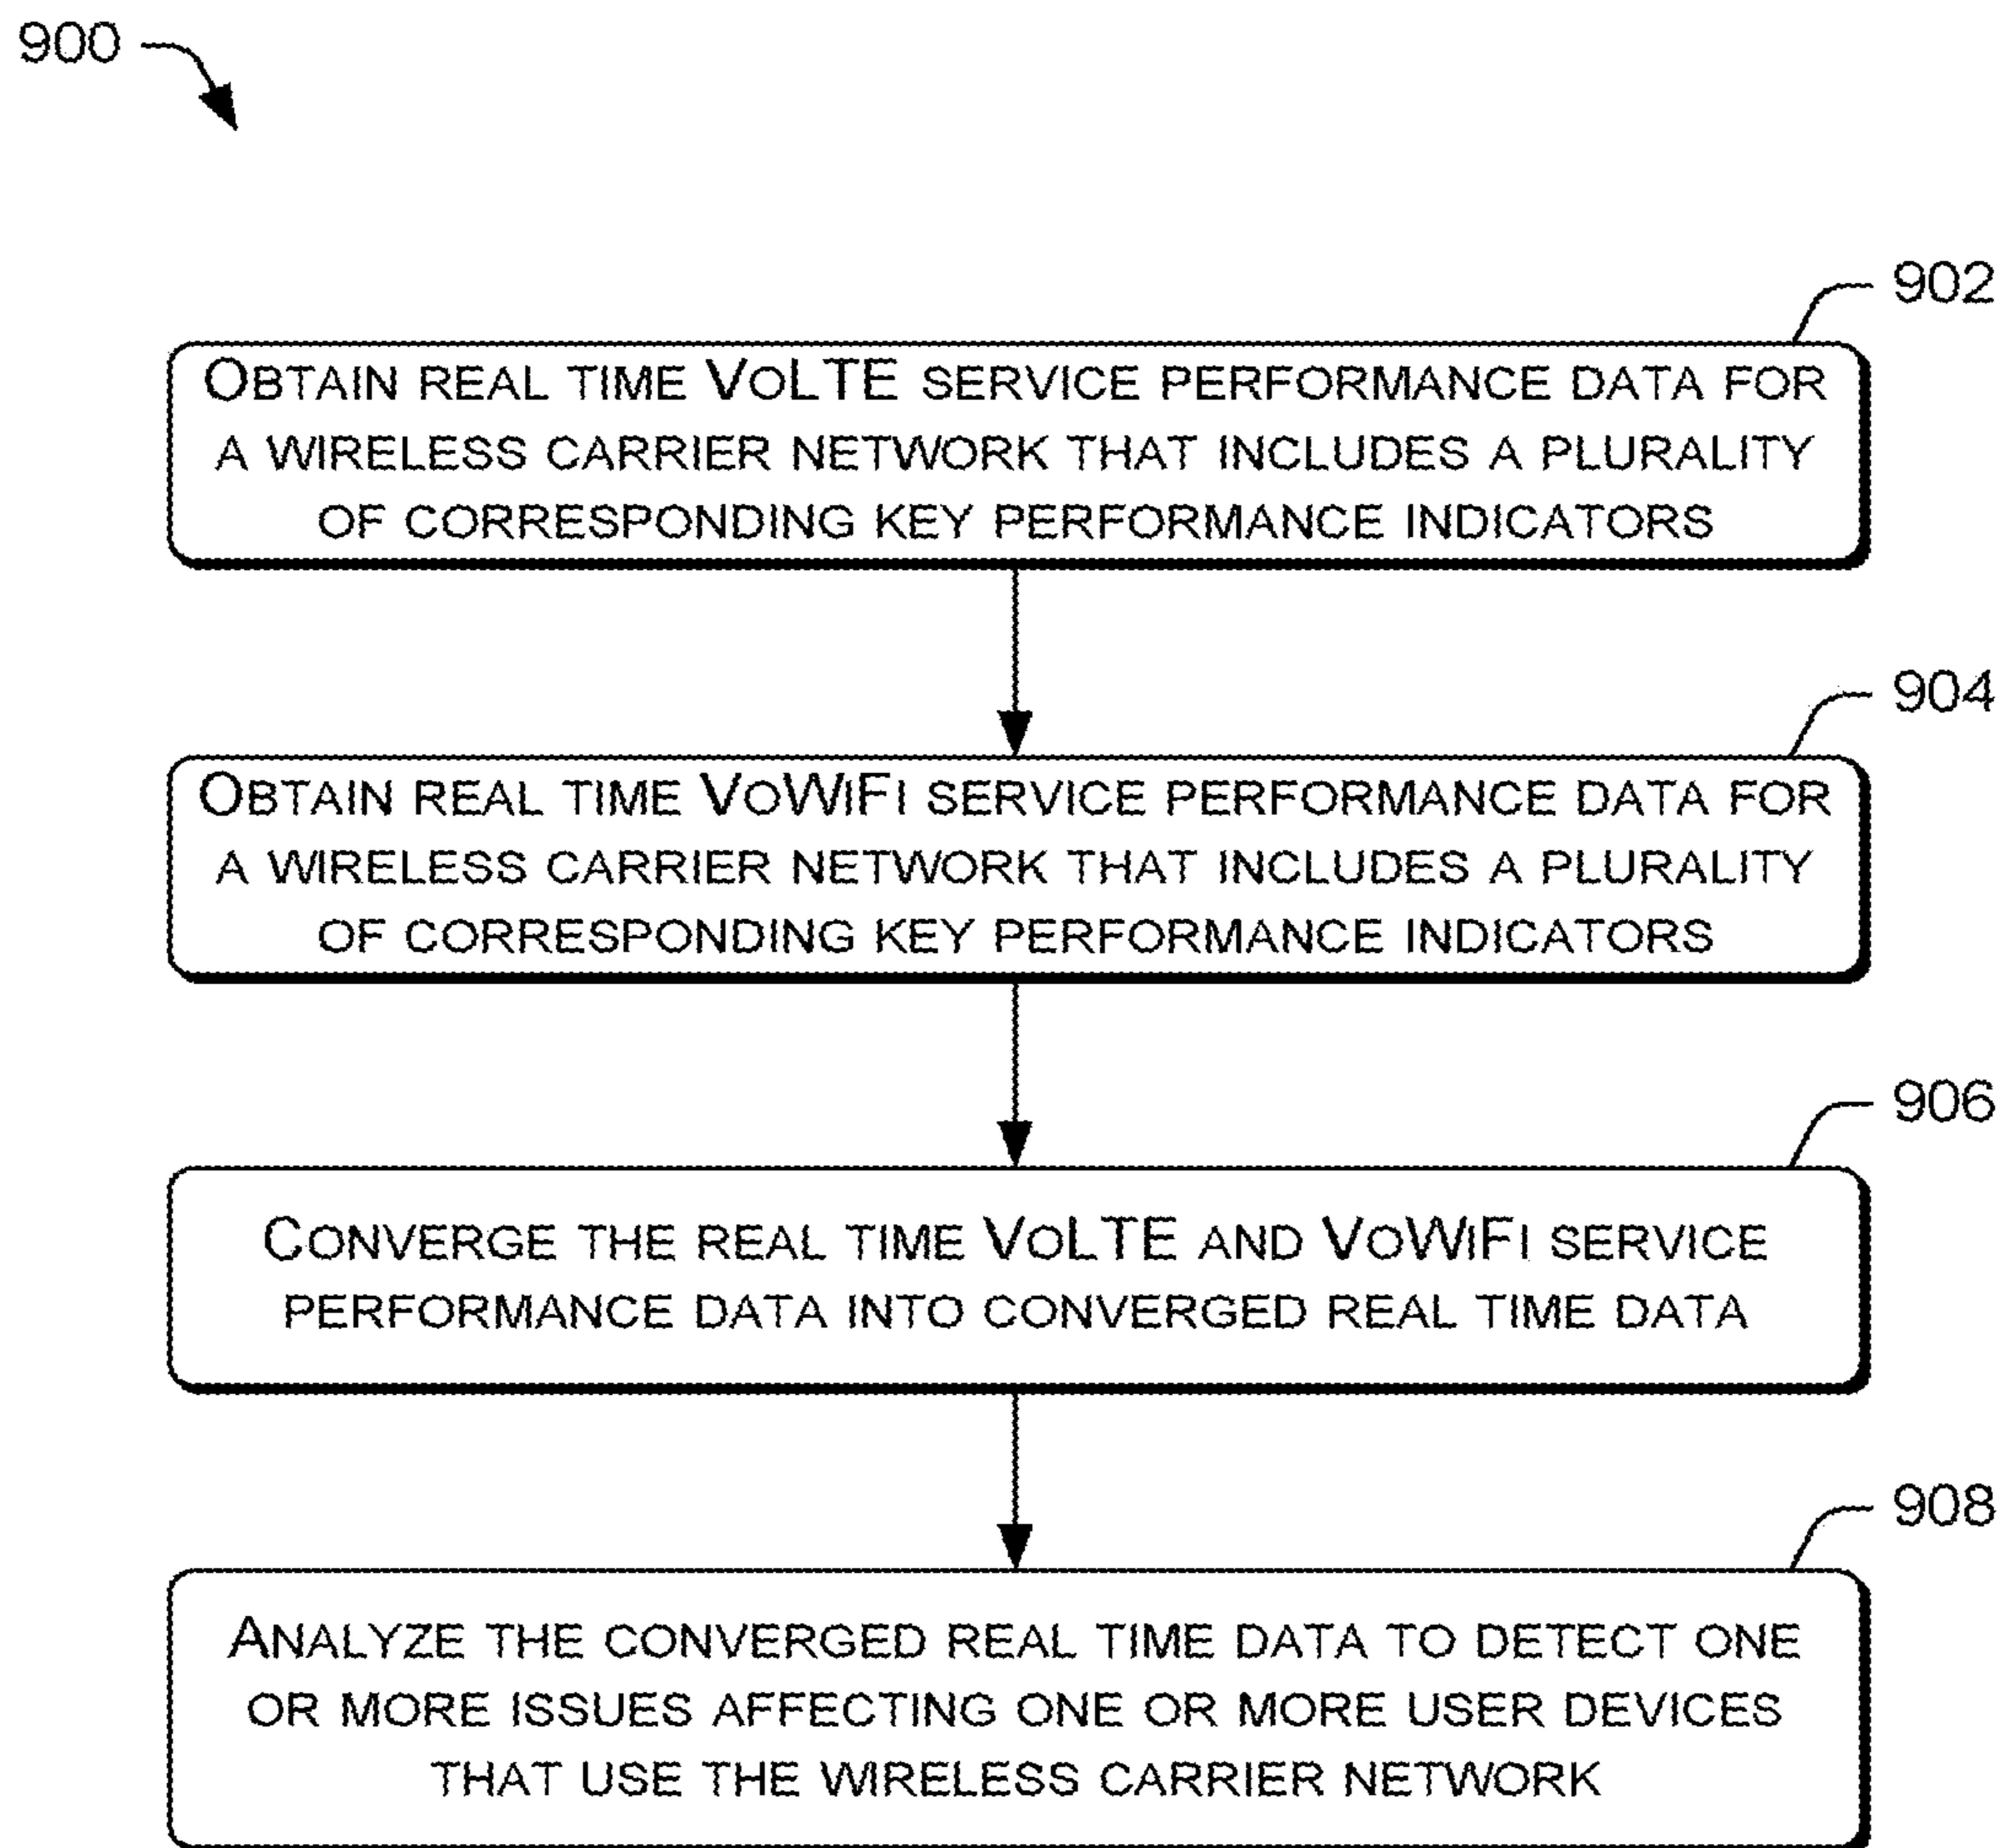 900
902
OBTAIN REAL TIME VOLTE SERVICE PERFORMANCE DATA FOR
A WIRELESS CARRIER NETWORK THAT INCLUDES A PLURALITY
OF CORRESPONDING KEY PERFORMANCE INDICATORS
904
OBTAIN REAL TIME VOWIFI SERVICE PERFORMANCE DATA FOR
A WIRELESS CARRIER NETWORK THAT INCLUDES A PLURALITY
OF CORRESPONDING KEY PERFORMANCE INDICATORS
906
CONVERGE THE REAL TIME VOLTE AND VOWIFI SERVICE
PERFORMANCE DATA INTO CONVERGED REAL TIME DATA
908
ANALYZE THE CONVERGED REAL TIME DATA TO DETECT ONE
OR MORE ISSUES AFFECTING ONE OR MORE USER DEVICES
THAT USE THE WIRELESS CARRIER NETWORK